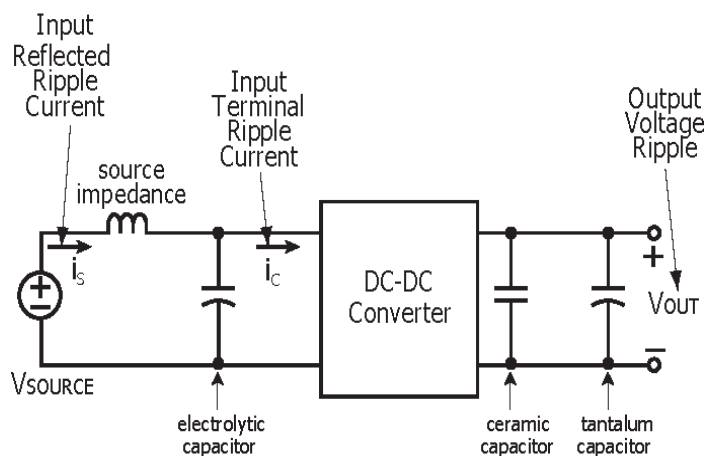 Input
Reflected
Ripple
Current
Input
Terminal
Ripple
Current
Output
Voltage
Ripple
source
impedance
iS
iC
DC-DC
Converter
+
−
+
VOUT
−
VSOURCE
electrolytic
capacitor
ceramic
capacitor
tantalum
capacitor